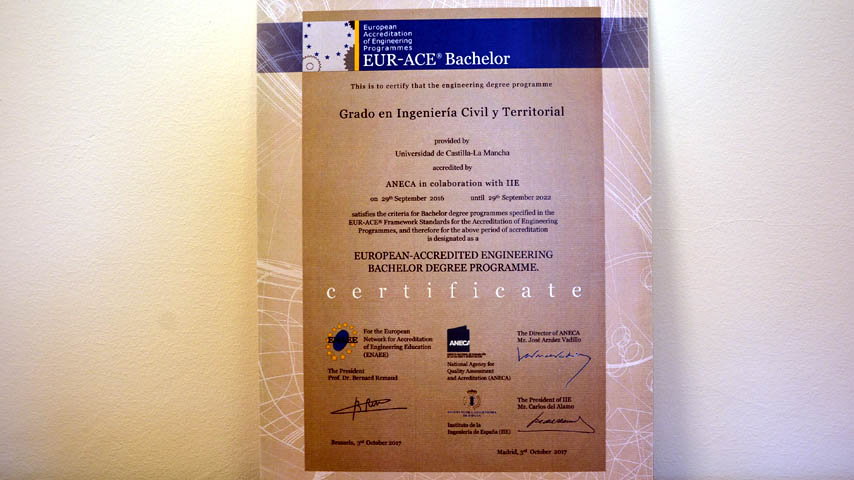 European
Accreditation
of Engineering
Programmes
EUR-ACE® Bachelor
This is to certify that the engineering degree programme
Grado en Ingeniería Civil y Territorial
provided by
Universidad de Castilla-La Mancha
accredited by
ANECA in colaboration with IIE
on 29th September 2016 until 29th September 2022
satisfies the criteria for Bachelor degree programmes specified in the
EUR-ACE® Framework Standards for the Accreditation of Engineering
Programmes, and therefore for the above period of accreditation
is designated as a
EUROPEAN-ACCREDITED ENGINEERING
BACHELOR DEGREE PROGRAMME.
certificate
For the European
Network for Accreditation
of Engineering Education
(ENAEE)
The President
Prof. Dr. Bernard Remaud
Brussels, 3rd October 2017
ANECA
National Agency for
Quality Assessment
and Accreditation (ANECA)
Instituto de la
Ingeniería de España (IIE)
The Director of ANECA
Mr. José Arnáez Vadillo
The President of IIE
Mr. Carlos del Álamo
Madrid, 3rd October 2017